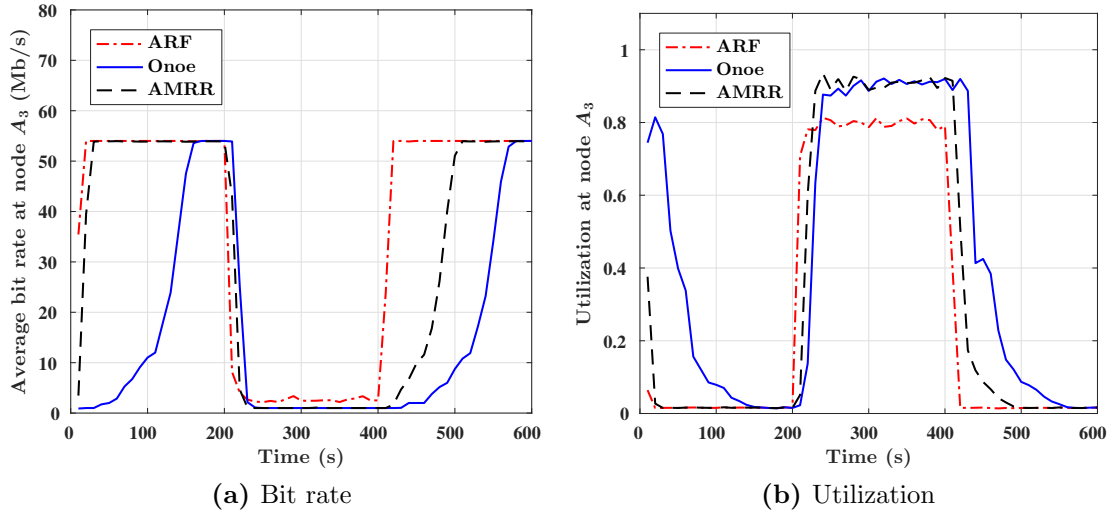 80
70
60
50
40
30
20
10
0
0 100 200 300 400 500 600
Average bit rate at node A3 (Mb/s)
Time (s)
ARF
Onoe
AMRR
(a) Bit rate
1
0.8
0.6
0.4
0.2
0
0 100 200 300 400 500 600
Utilization at node A3
Time (s)
ARF
Onoe
AMRR
(b) Utilization